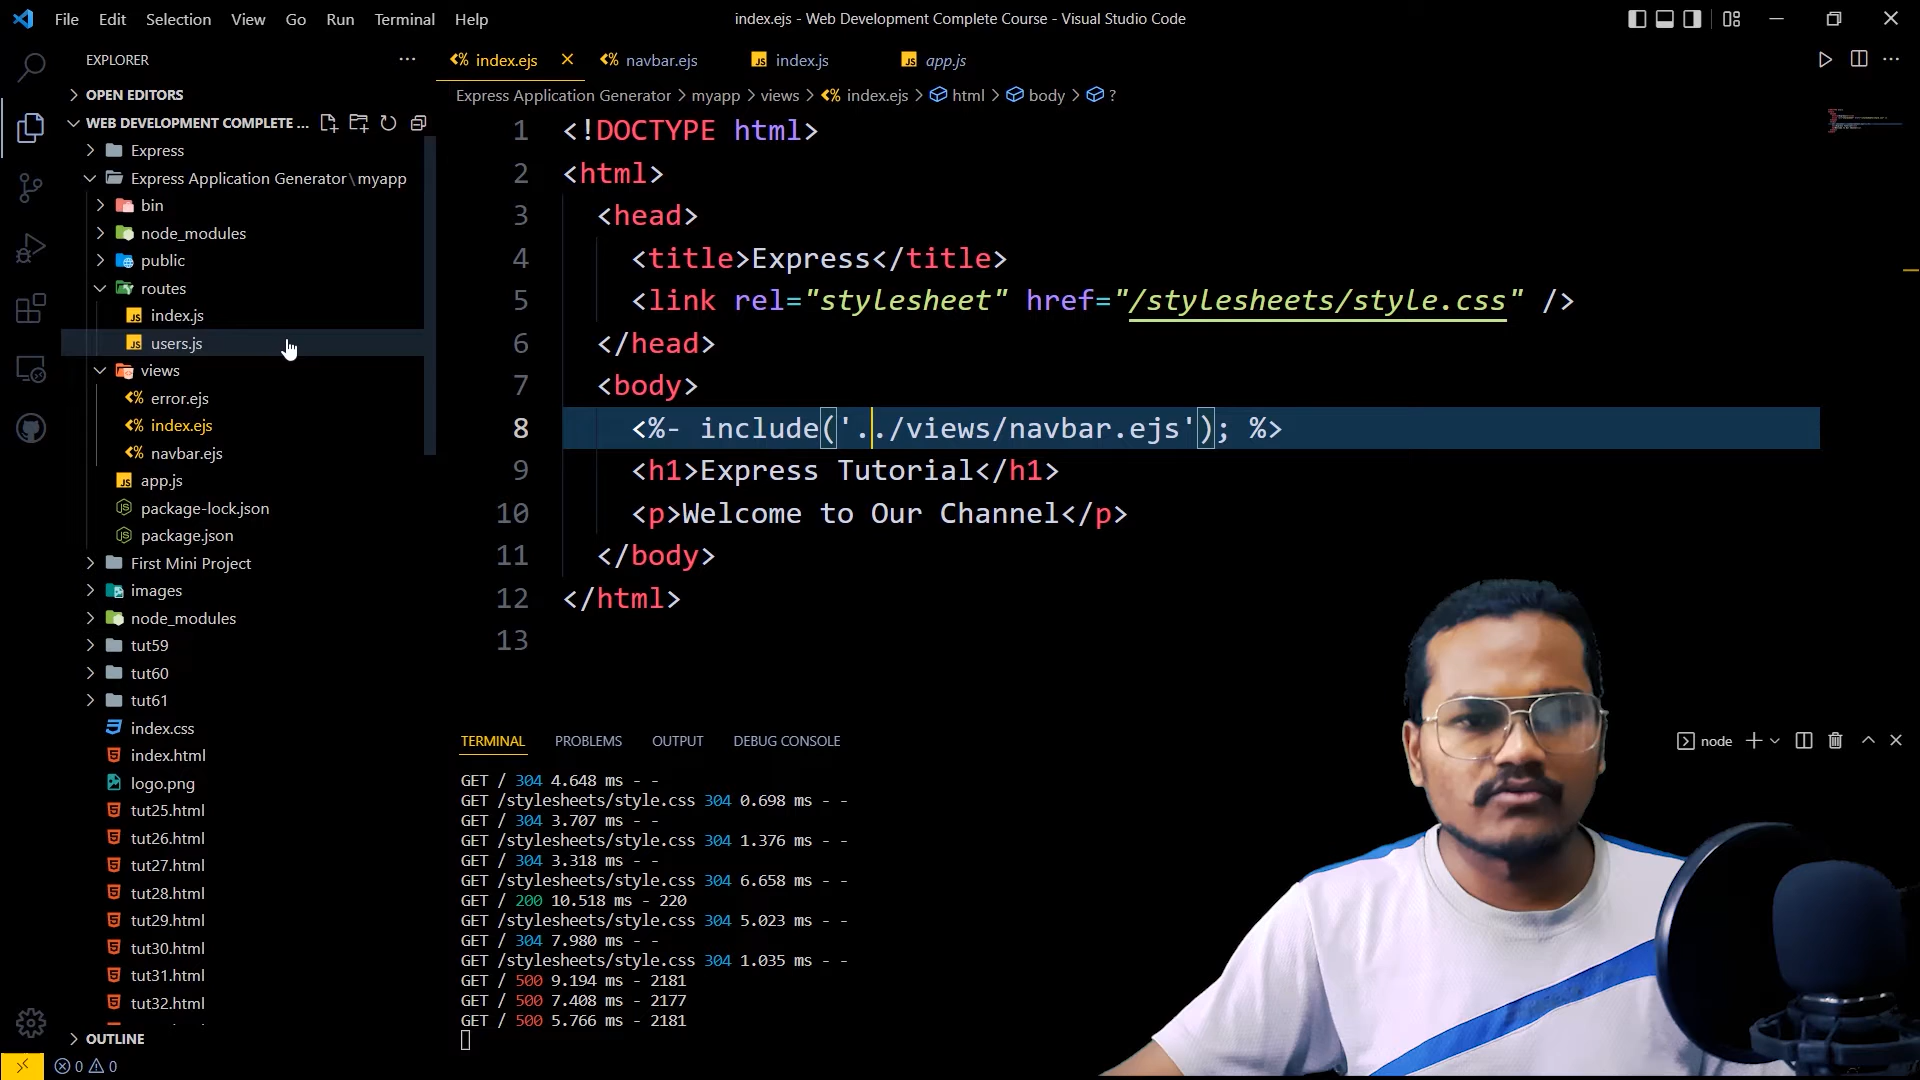 File Edit Selection View Go Run Terminal Help
index.ejs - Web Development Complete Course - Visual Studio Code
EXPLORER
OPEN EDITORS
WEB DEVELOPMENT COMPLETE ...
Express
Express Application Generator\myapp
bin
node_modules
public
routes
index.js
users.js
views
error.ejs
index.ejs
navbar.ejs
app.js
package-lock.json
package.json
First Mini Project
images
node_modules
tut59
tut60
tut61
index.css
index.html
logo.png
tut25.html
tut26.html
tut27.html
tut28.html
tut29.html
tut30.html
tut31.html
tut32.html
OUTLINE
0 0
index.ejs navbar.ejs index.js app.js
Express Application Generator > myapp > views > index.ejs > html > body > ?
1 <!DOCTYPE html>
2 <html>
3 <head>
4 <title>Express</title>
5 <link rel="stylesheet" href="/stylesheets/style.css" />
6 </head>
7 <body>
8 <%- include('../views/navbar.ejs'); %>
9 <h1>Express Tutorial</h1>
10 <p>Welcome to Our Channel</p>
11 </body>
12 </html>
13
TERMINAL PROBLEMS OUTPUT DEBUG CONSOLE
node
GET / 304 4.648 ms - -
GET /stylesheets/style.css 304 0.698 ms - -
GET / 304 3.707 ms - -
GET /stylesheets/style.css 304 1.376 ms - -
GET / 304 3.318 ms - -
GET /stylesheets/style.css 304 6.658 ms - -
GET / 200 10.518 ms - 220
GET /stylesheets/style.css 304 5.023 ms - -
GET / 304 7.980 ms - -
GET /stylesheets/style.css 304 1.035 ms - -
GET / 500 9.194 ms - 2181
GET / 500 7.408 ms - 2177
GET / 500 5.766 ms - 2181